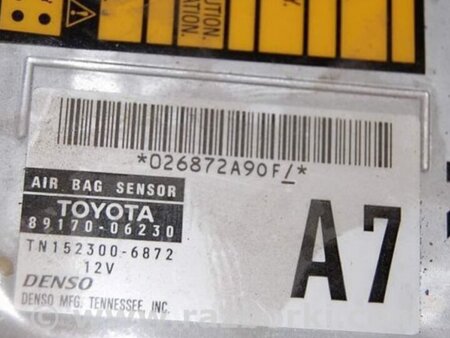 CAUTION.
*026872A90F/*
AIR BAG SENSOR
TOYOTA
89170-06230
TN152300-6872
12V
A7
DENSO
DENSO MFG. TENNESSEE, INC.